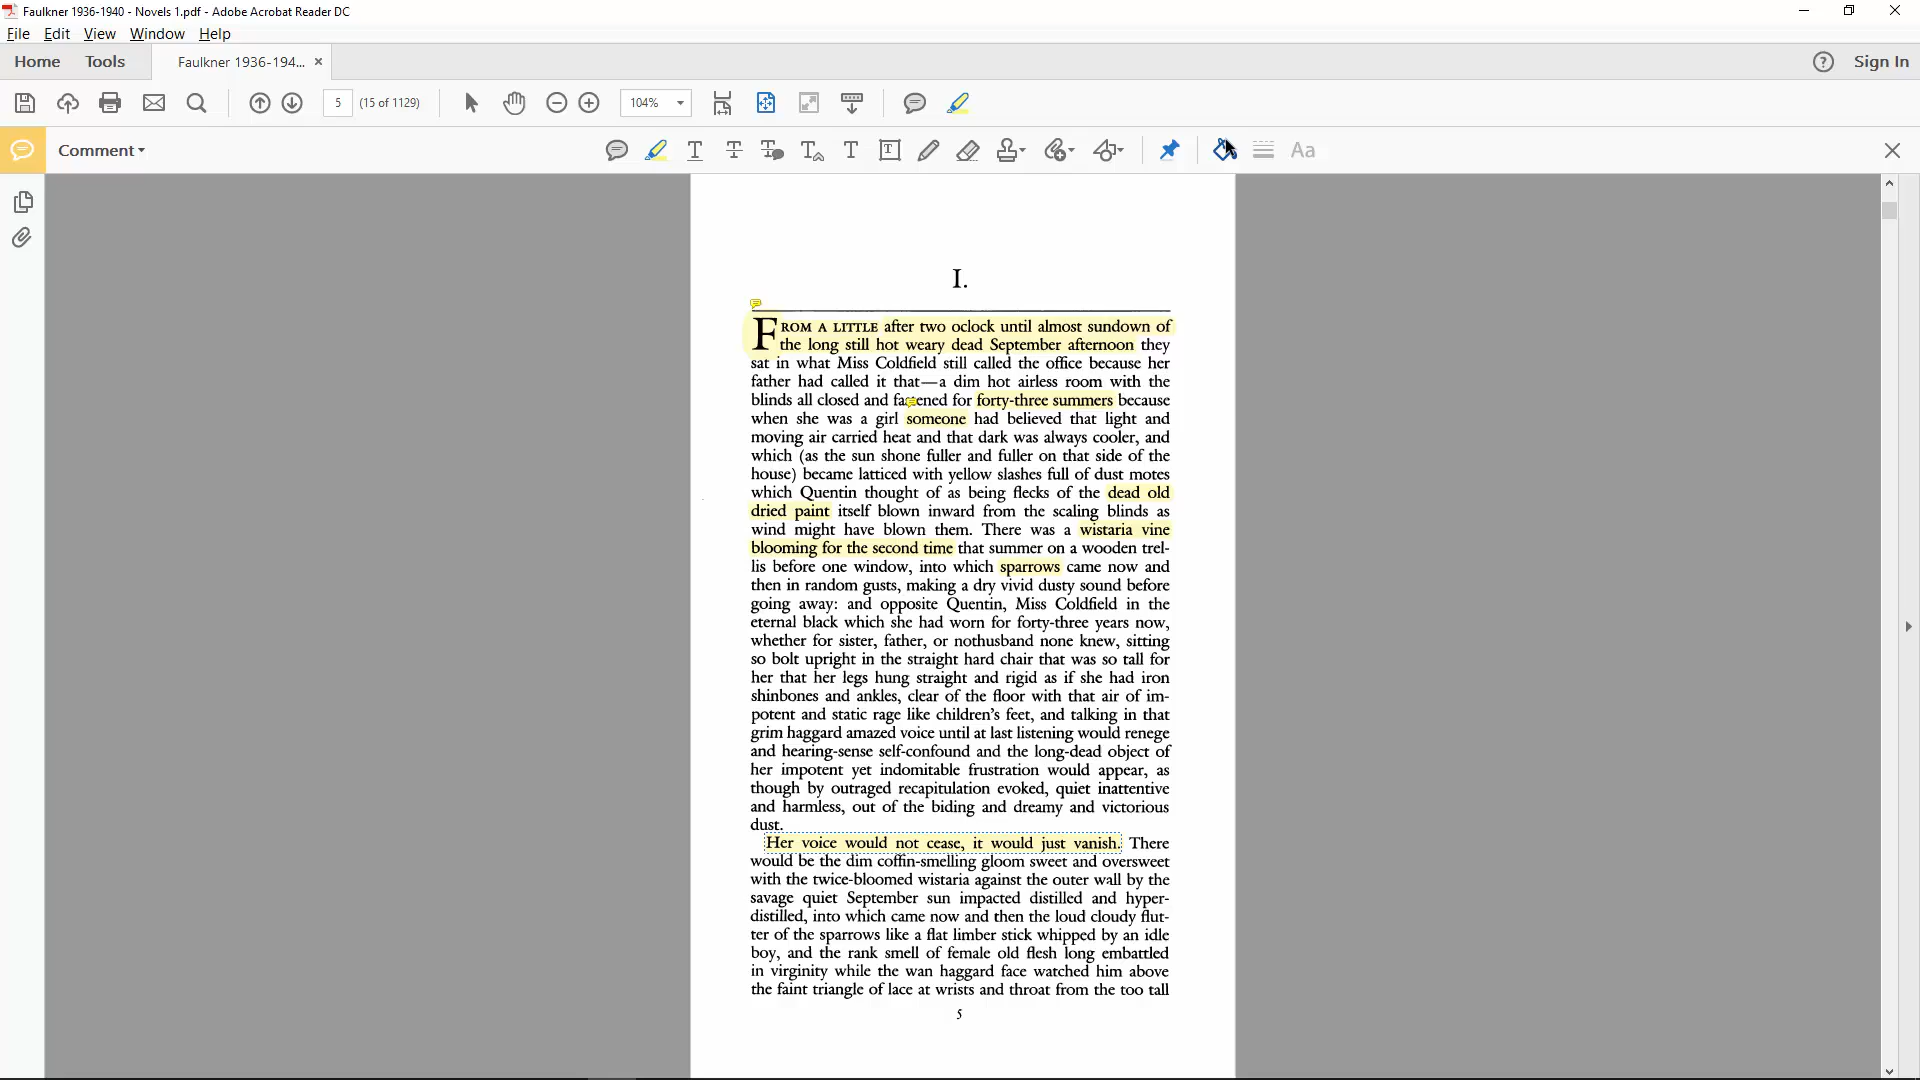 Faulkner 1936-1940 - Novels 1.pdf - Adobe Acrobat Reader DC
File Edit View Window Help
Home Tools Faulkner 1936-194... × Sign In
5 (15 of 1129) 104%
Comment Aa
I.
FROM A LITTLE after two oclock until almost sundown of
the long still hot weary dead September afternoon they
sat in what Miss Coldfield still called the office because her
father had called it that—a dim hot airless room with the
blinds all closed and fastened for forty-three summers because
when she was a girl someone had believed that light and
moving air carried heat and that dark was always cooler, and
which (as the sun shone fuller and fuller on that side of the
house) became latticed with yellow slashes full of dust motes
which Quentin thought of as being flecks of the dead old
dried paint itself blown inward from the scaling blinds as
wind might have blown them. There was a wistaria vine
blooming for the second time that summer on a wooden trel-
lis before one window, into which sparrows came now and
then in random gusts, making a dry vivid dusty sound before
going away: and opposite Quentin, Miss Coldfield in the
eternal black which she had worn for forty-three years now,
whether for sister, father, or nothusband none knew, sitting
so bolt upright in the straight hard chair that was so tall for
her that her legs hung straight and rigid as if she had iron
shinbones and ankles, clear of the floor with that air of im-
potent and static rage like children's feet, and talking in that
grim haggard amazed voice until at last listening would renege
and hearing-sense self-confound and the long-dead object of
her impotent yet indomitable frustration would appear, as
though by outraged recapitulation evoked, quiet inattentive
and harmless, out of the biding and dreamy and victorious
dust.
Her voice would not cease, it would just vanish. There
would be the dim coffin-smelling gloom sweet and oversweet
with the twice-bloomed wistaria against the outer wall by the
savage quiet September sun impacted distilled and hyper-
distilled, into which came now and then the loud cloudy flut-
ter of the sparrows like a flat limber stick whipped by an idle
boy, and the rank smell of female old flesh long embattled
in virginity while the wan haggard face watched him above
the faint triangle of lace at wrists and throat from the too tall
5